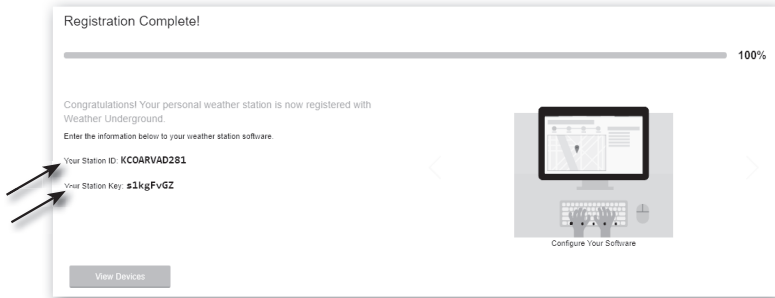 Registration Complete!
100%
Congratulations! Your personal weather station is now registered with
Weather Underground.
Enter the information below to your weather station software.
Your Station ID: KCOARVAD281
Your Station Key: s1kgFvGZ
Configure Your Software
View Devices